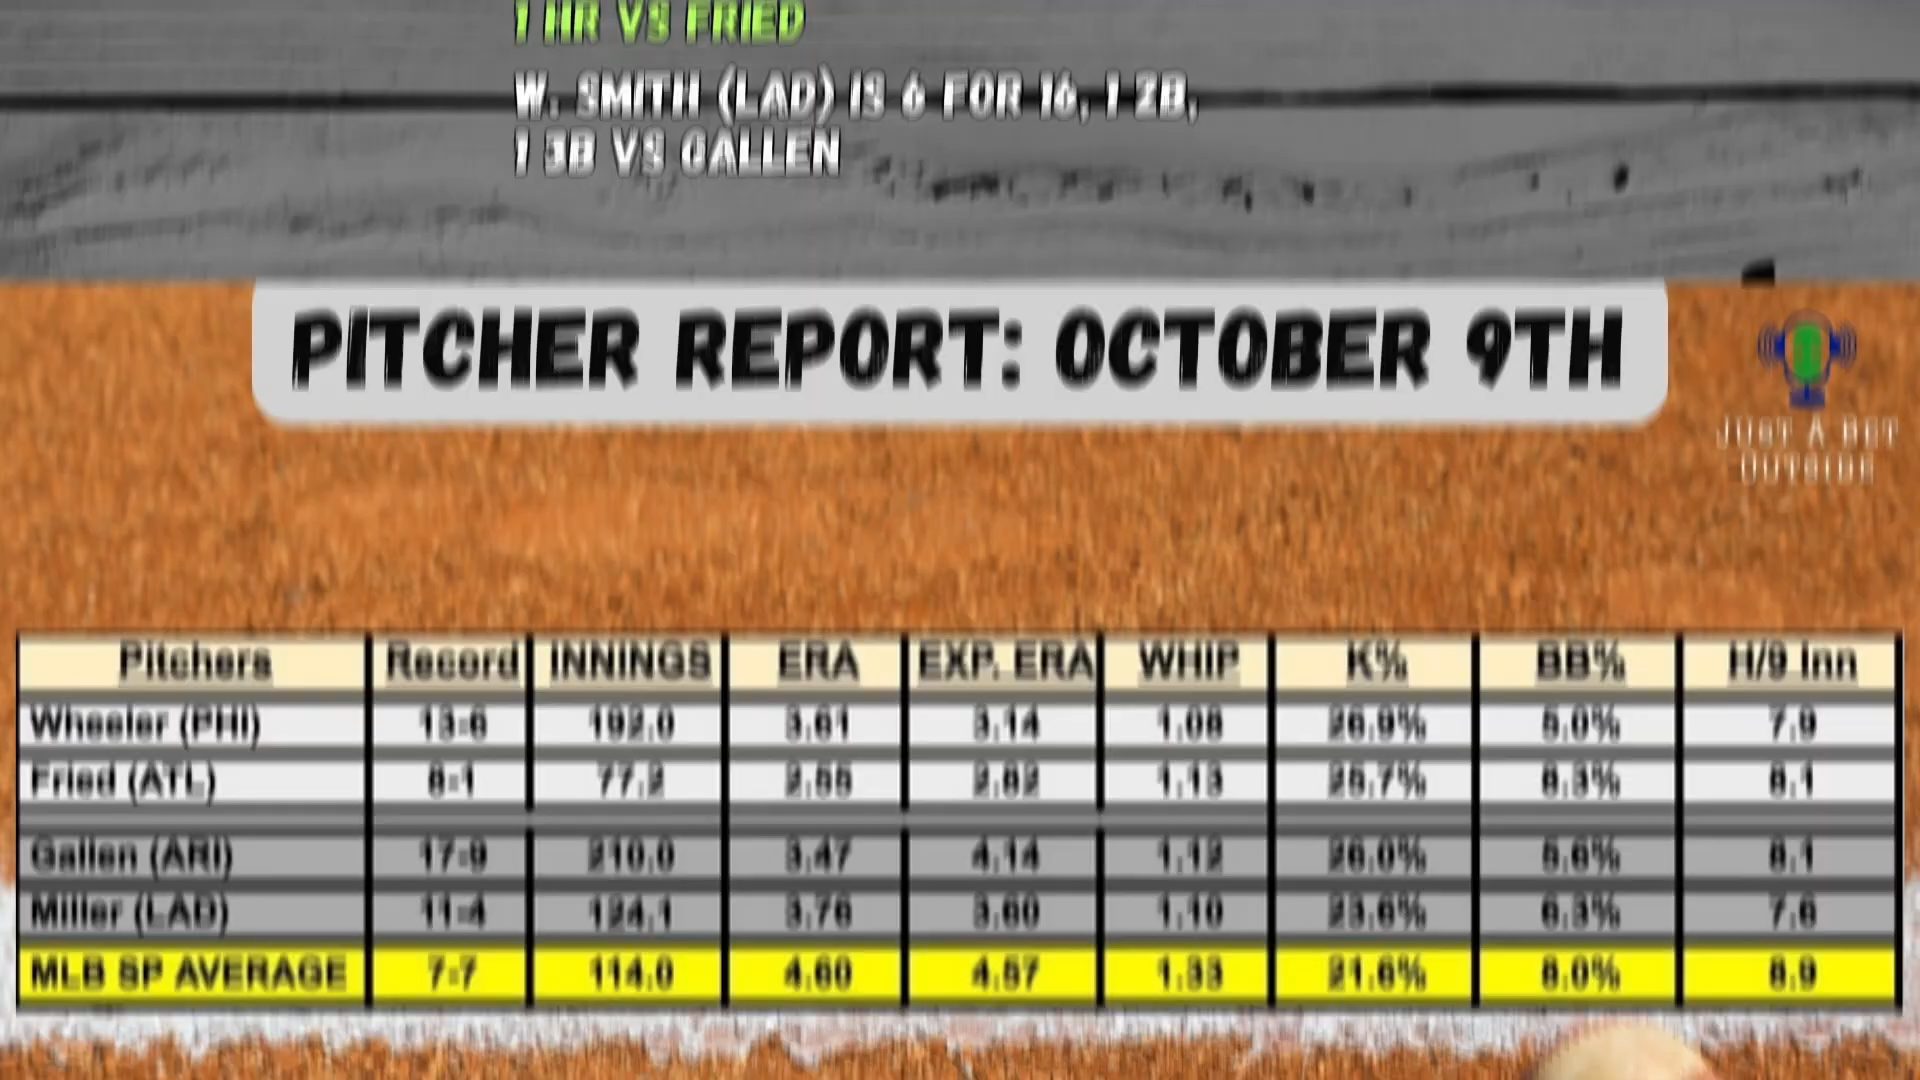 1 HR VS FRIED
W. SMITH (LAD) IS 6 FOR 16, 1 2B,
1 3B VS GALLEN
PITCHER REPORT: OCTOBER 9TH
JUST A BET
OUTSIDE
Pitchers Record INNINGS ERA EXP. ERA WHIP K% BB% H/9 Inn
Wheeler (PHI) 13-6 192.0 3.61 3.14 1.08 26.9% 5.0% 7.9
Fried (ATL) 8-1 77.2 2.55 2.82 1.13 25.7% 6.3% 8.1
Gallen (ARI) 17-9 210.0 3.47 4.14 1.12 26.0% 5.6% 8.1
Miller (LAD) 11-4 124.1 3.76 3.60 1.10 23.6% 6.3% 7.6
MLB SP AVERAGE 7-7 114.0 4.60 4.57 1.33 21.6% 8.0% 8.9